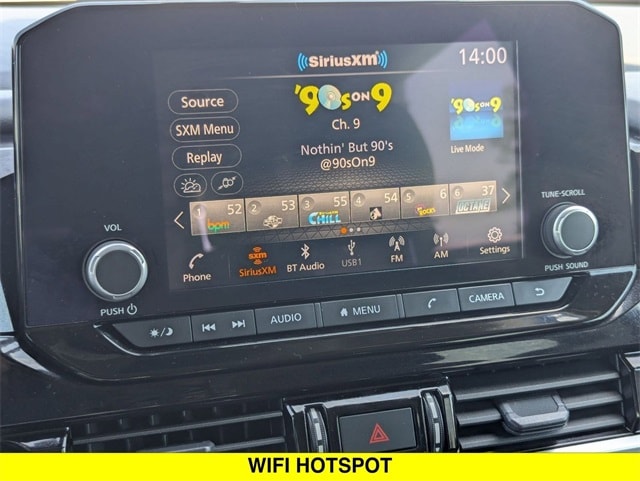 SiriusXM
14:00
'90s ON 9
Ch. 9
Nothin' But 90's
@90sOn9
Source
SXM Menu
Replay
'90s ON 9
Live Mode
1 52 bpm
2 53
3 55 CHILL
4 54
5
6 37 OCTANE
Phone
sxm
SiriusXM
BT Audio
USB1
FM
AM
Settings
VOL
PUSH
TUNE-SCROLL
PUSH SOUND
AUDIO
MENU
CAMERA
WIFI HOTSPOT